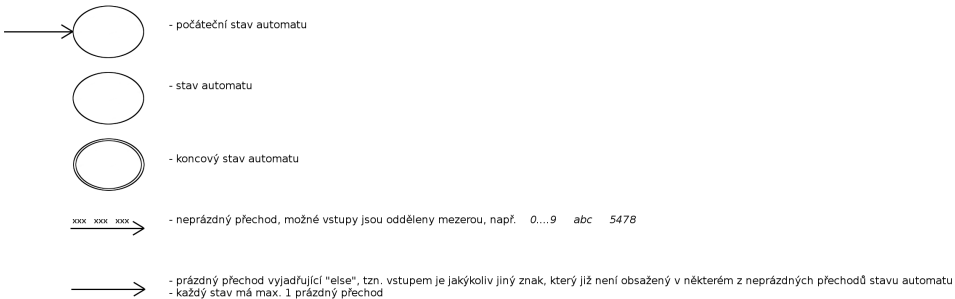 - počáteční stav automatu
- stav automatu
- koncový stav automatu
xxx xxx xxx
- neprázdný přechod, možné vstupy jsou odděleny mezerou, např. 0....9 abc 5478
- prázdný přechod vyjadřující "else", tzn. vstupem je jakýkoliv jiný znak, který již není obsažený v některém z neprázdných přechodů stavu automatu
- každý stav má max. 1 prázdný přechod